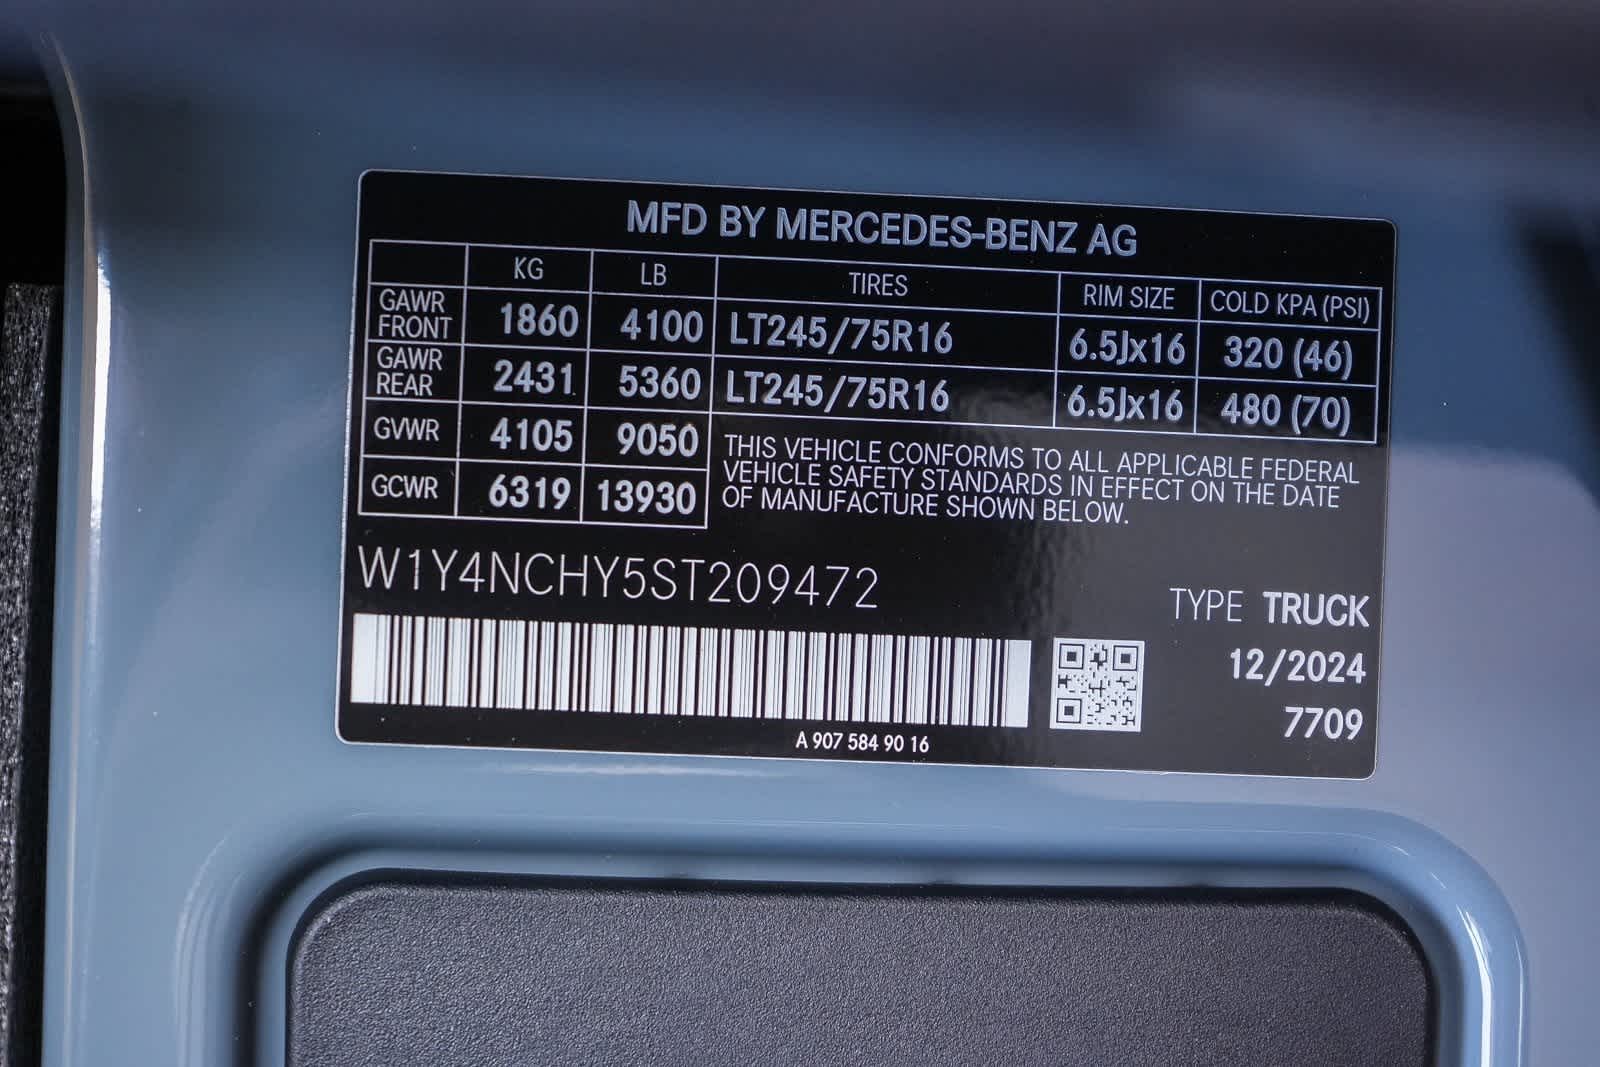 MFD BY MERCEDES-BENZ AG
KG LB TIRES RIM SIZE COLD KPA (PSI)
GAWR FRONT 1860 4100 LT245/75R16 6.5Jx16 320 (46)
GAWR REAR 2431 5360 LT245/75R16 6.5Jx16 480 (70)
GVWR 4105 9050
GCWR 6319 13930
THIS VEHICLE CONFORMS TO ALL APPLICABLE FEDERAL
VEHICLE SAFETY STANDARDS IN EFFECT ON THE DATE
OF MANUFACTURE SHOWN BELOW.
W1Y4NCHY5ST209472
TYPE TRUCK
12/2024
7709
A 907 584 90 16